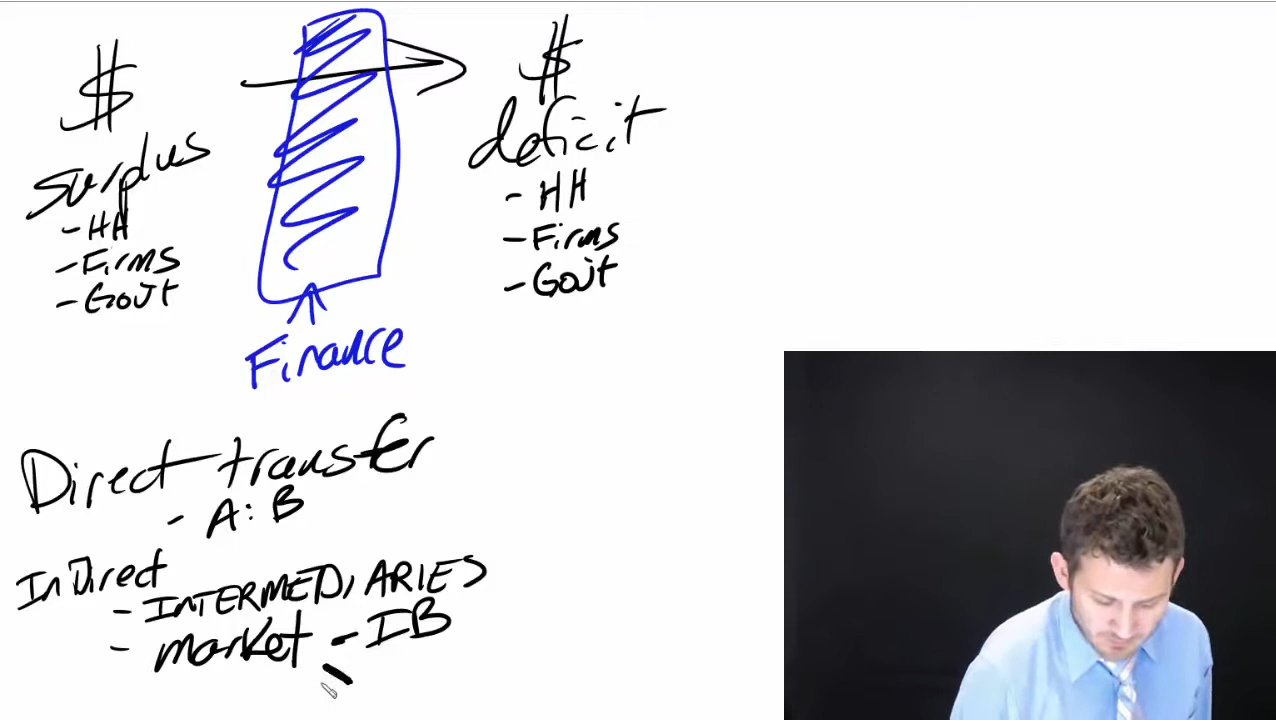 $
surplus
- HH
- Firms
- Gov't
$
deficit
- HH
- Firms
- Gov't
Finance
Direct transfer
- A: B
InDirect
- INTERMEDIARIES
- market - IB